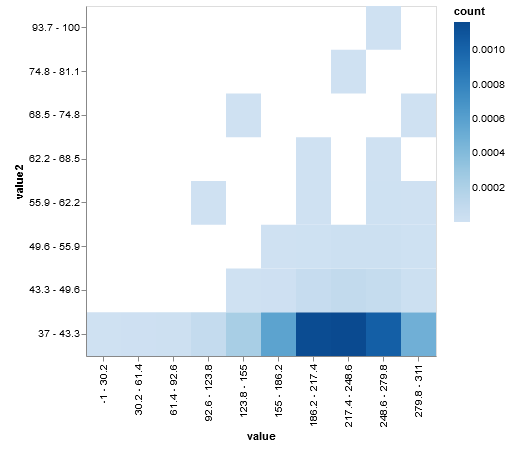 count
93.7 - 100
74.8 - 81.1
68.5 - 74.8
62.2 - 68.5
55.9 - 62.2
49.6 - 55.9
43.3 - 49.6
37 - 43.3
value2
0.0010
0.0008
0.0006
0.0004
0.0002
-1 - 30.2
30.2 - 61.4
61.4 - 92.6
92.6 - 123.8
123.8 - 155
155 - 186.2
186.2 - 217.4
217.4 - 248.6
248.6 - 279.8
279.8 - 311
value